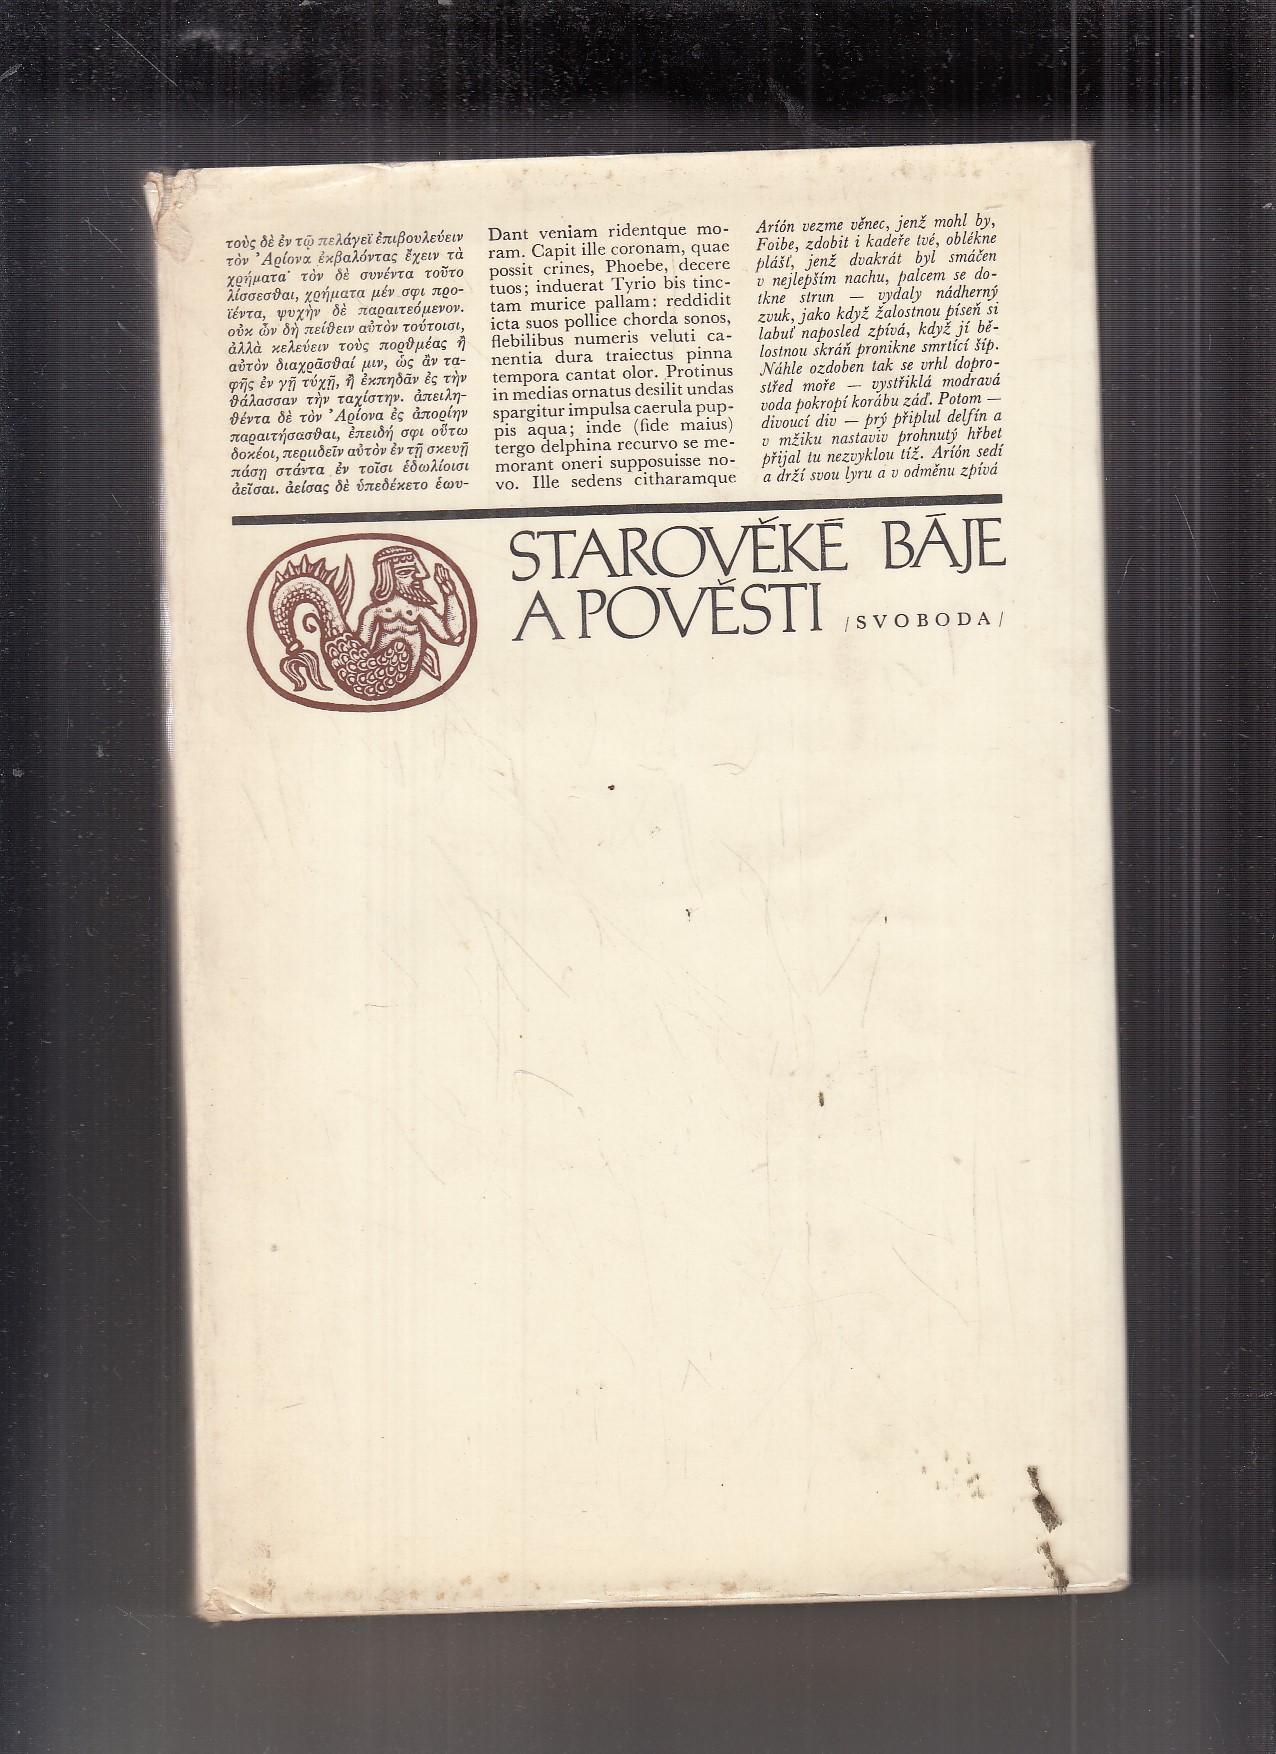 τοὺς δὲ ἐν τῷ πελάγεϊ ἐπιβουλεύειν
τὸν Ἀρίονα ἐκβαλόντας ἔχειν τὰ
χρήματα· τὸν δὲ συνέντα τοῦτο
λίσσεσθαι, χρήματα μέν σφι προ-
ϊέντα, ψυχὴν δὲ παραιτεόμενον.
οὐκ ὦν δὴ πείθειν αὐτὸν τούτοισι,
ἀλλὰ κελεύειν τοὺς πορθμέας ἢ
αὐτὸν διαχρᾶσθαί μιν, ὡς ἂν τα-
φῆς ἐν γῇ τύχῃ, ἢ ἐκπηδᾶν ἐς τὴν
θάλασσαν τὴν ταχίστην. ἀπειλη-
θέντα δὲ τὸν Ἀρίονα ἐς ἀπορίην
παραιτήσασθαι, ἐπειδή σφι οὕτω
δοκέοι, περιιδεῖν αὐτὸν ἐν τῇ σκευῇ
πάσῃ στάντα ἐν τοῖσι ἑδωλίοισι
ἀεῖσαι. ἀείσας δὲ ὑπεδέκετο ἑωυ-
Dant veniam ridentque mo-
ram. Capit ille coronam, quae
possit crines, Phoebe, decere
tuos; induerat Tyrio bis tinc-
tam murice pallam: reddidit
icta suos pollice chorda sonos,
flebilibus numeris veluti ca-
nentia dura traiectus pinna
tempora cantat olor. Protinus
in medias ornatus desilit undas
spargitur impulsa caerula pup-
pis aqua; inde (fide maius)
tergo delphina recurvo se me-
morant oneri supposuisse no-
vo. Ille sedens citharamque
Aríón vezme věnec, jenž mohl by,
Foibe, zdobit i kadeře tvé, oblékne
plášť, jenž dvakrát byl smáčen
v nejlepším nachu, palcem se do-
tkne strun — vydaly nádherný
zvuk, jako když žalostnou píseň si
labuť naposled zpívá, když jí bě-
lostnou skráň pronikne smrtící šíp.
Náhle ozdoben tak se vrhl dopro-
střed moře — vystříklá modravá
voda pokropí korábu záď. Potom —
divoucí div — prý připlul delfín a
v mžiku nastaviv prohnutý hřbet
přijal tu nezvyklou tíž. Aríón sedí
a drží svou lyru a v odměnu zpívá
STAROVĚKÉ BÁJE
A POVĚSTI /SVOBODA/